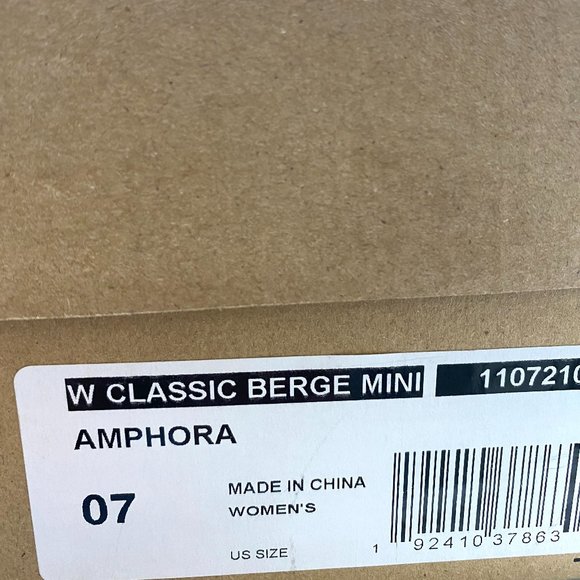 W CLASSIC BERGE MINI 1107210
AMPHORA
07
MADE IN CHINA
WOMEN'S
US SIZE
1 92410 37863